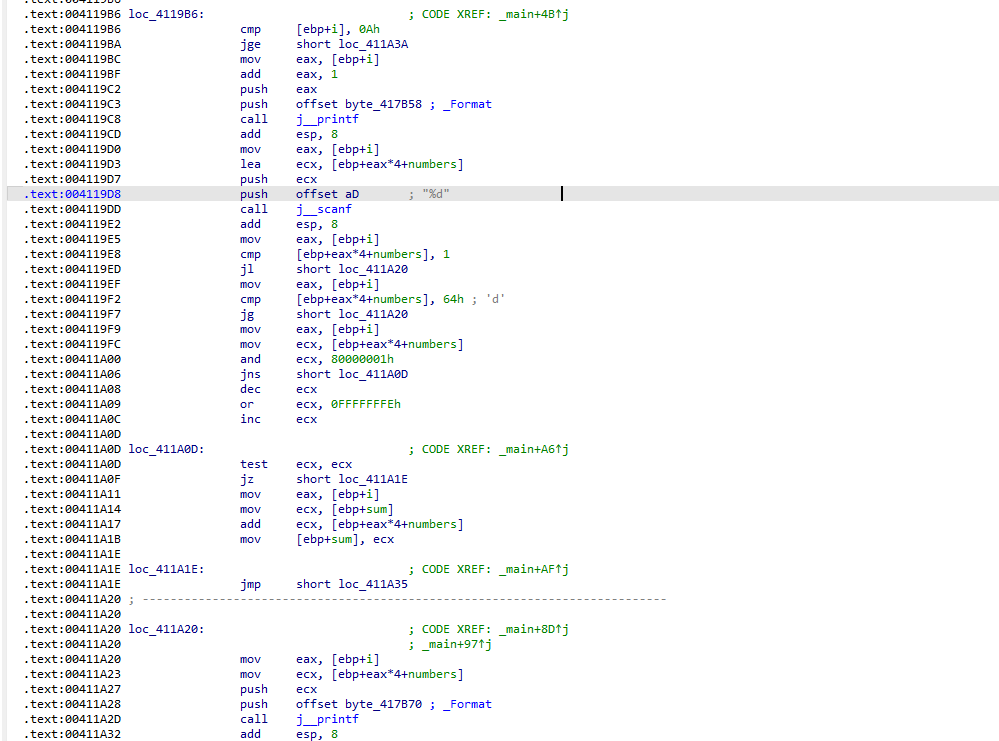 .text:004119B6 loc_4119B6: ; CODE XREF: _main+4B↑j
.text:004119B6 cmp [ebp+i], 0Ah
.text:004119BA jge short loc_411A3A
.text:004119BC mov eax, [ebp+i]
.text:004119BF add eax, 1
.text:004119C2 push eax
.text:004119C3 push offset byte_417B58 ; _Format
.text:004119C8 call j__printf
.text:004119CD add esp, 8
.text:004119D0 mov eax, [ebp+i]
.text:004119D3 lea ecx, [ebp+eax*4+numbers]
.text:004119D7 push ecx
.text:004119D8 push offset aD ; "%d"
.text:004119DD call j__scanf
.text:004119E2 add esp, 8
.text:004119E5 mov eax, [ebp+i]
.text:004119E8 cmp [ebp+eax*4+numbers], 1
.text:004119ED jl short loc_411A20
.text:004119EF mov eax, [ebp+i]
.text:004119F2 cmp [ebp+eax*4+numbers], 64h ; 'd'
.text:004119F7 jg short loc_411A20
.text:004119F9 mov eax, [ebp+i]
.text:004119FC mov ecx, [ebp+eax*4+numbers]
.text:00411A00 and ecx, 80000001h
.text:00411A06 jns short loc_411A0D
.text:00411A08 dec ecx
.text:00411A09 or ecx, 0FFFFFFFEh
.text:00411A0C inc ecx
.text:00411A0D
.text:00411A0D loc_411A0D: ; CODE XREF: _main+A6↑j
.text:00411A0D test ecx, ecx
.text:00411A0F jz short loc_411A1E
.text:00411A11 mov eax, [ebp+i]
.text:00411A14 mov ecx, [ebp+sum]
.text:00411A17 add ecx, [ebp+eax*4+numbers]
.text:00411A1B mov [ebp+sum], ecx
.text:00411A1E
.text:00411A1E loc_411A1E: ; CODE XREF: _main+AF↑j
.text:00411A1E jmp short loc_411A35
.text:00411A20 ; ---------------------------------------------------------------------------
.text:00411A20
.text:00411A20 loc_411A20: ; CODE XREF: _main+8D↑j
.text:00411A20 ; _main+97↑j
.text:00411A20 mov eax, [ebp+i]
.text:00411A23 mov ecx, [ebp+eax*4+numbers]
.text:00411A27 push ecx
.text:00411A28 push offset byte_417B70 ; _Format
.text:00411A2D call j__printf
.text:00411A32 add esp, 8